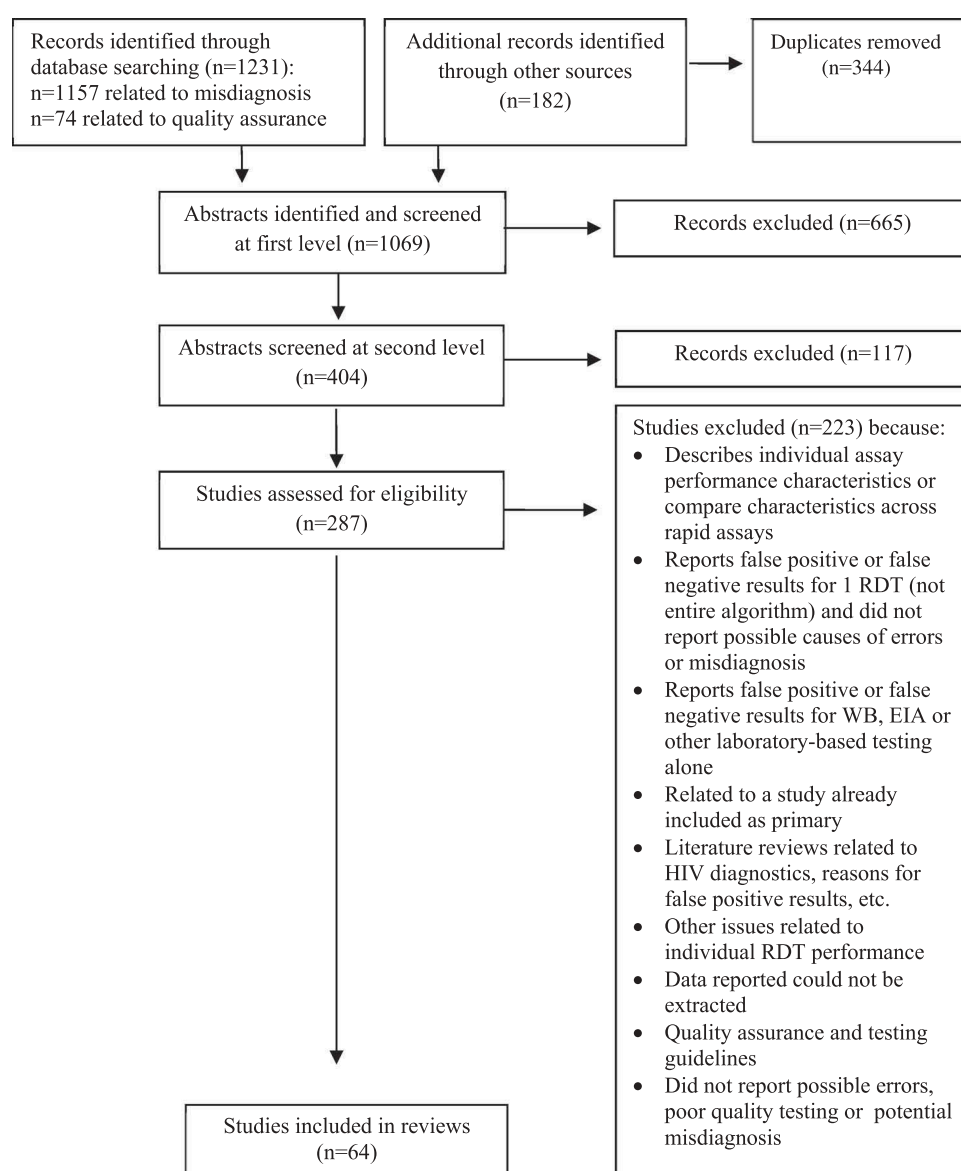 Records identified through
database searching (n=1231):
n=1157 related to misdiagnosis
n=74 related to quality assurance
Additional records identified
through other sources
(n=182)
Duplicates removed
(n=344)
Abstracts identified and screened
at first level (n=1069)
Records excluded (n=665)
Abstracts screened at second level
(n=404)
Records excluded (n=117)
Studies assessed for eligibility
(n=287)
Studies excluded (n=223) because:
• Describes individual assay
performance characteristics or
compare characteristics across
rapid assays
• Reports false positive or false
negative results for 1 RDT (not
entire algorithm) and did not
report possible causes of errors
or misdiagnosis
• Reports false positive or false
negative results for WB, EIA or
other laboratory-based testing
alone
• Related to a study already
included as primary
• Literature reviews related to
HIV diagnostics, reasons for
false positive results, etc.
• Other issues related to
individual RDT performance
• Data reported could not be
extracted
• Quality assurance and testing
guidelines
• Did not report possible errors,
poor quality testing or potential
misdiagnosis
Studies included in reviews
(n=64)